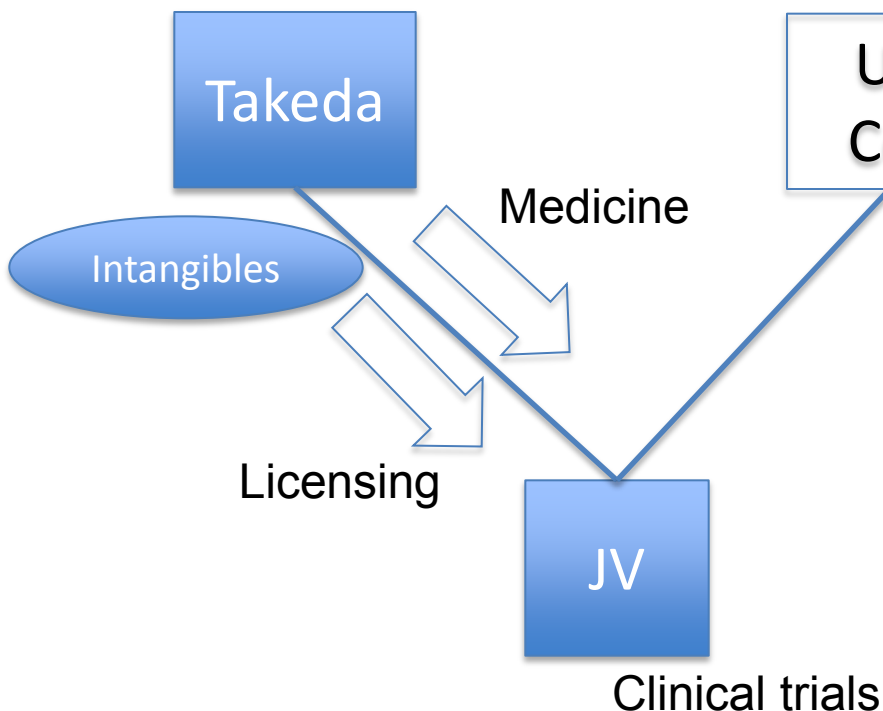 Takeda
Medicine
Intangibles
Licensing
JV
Clinical trials